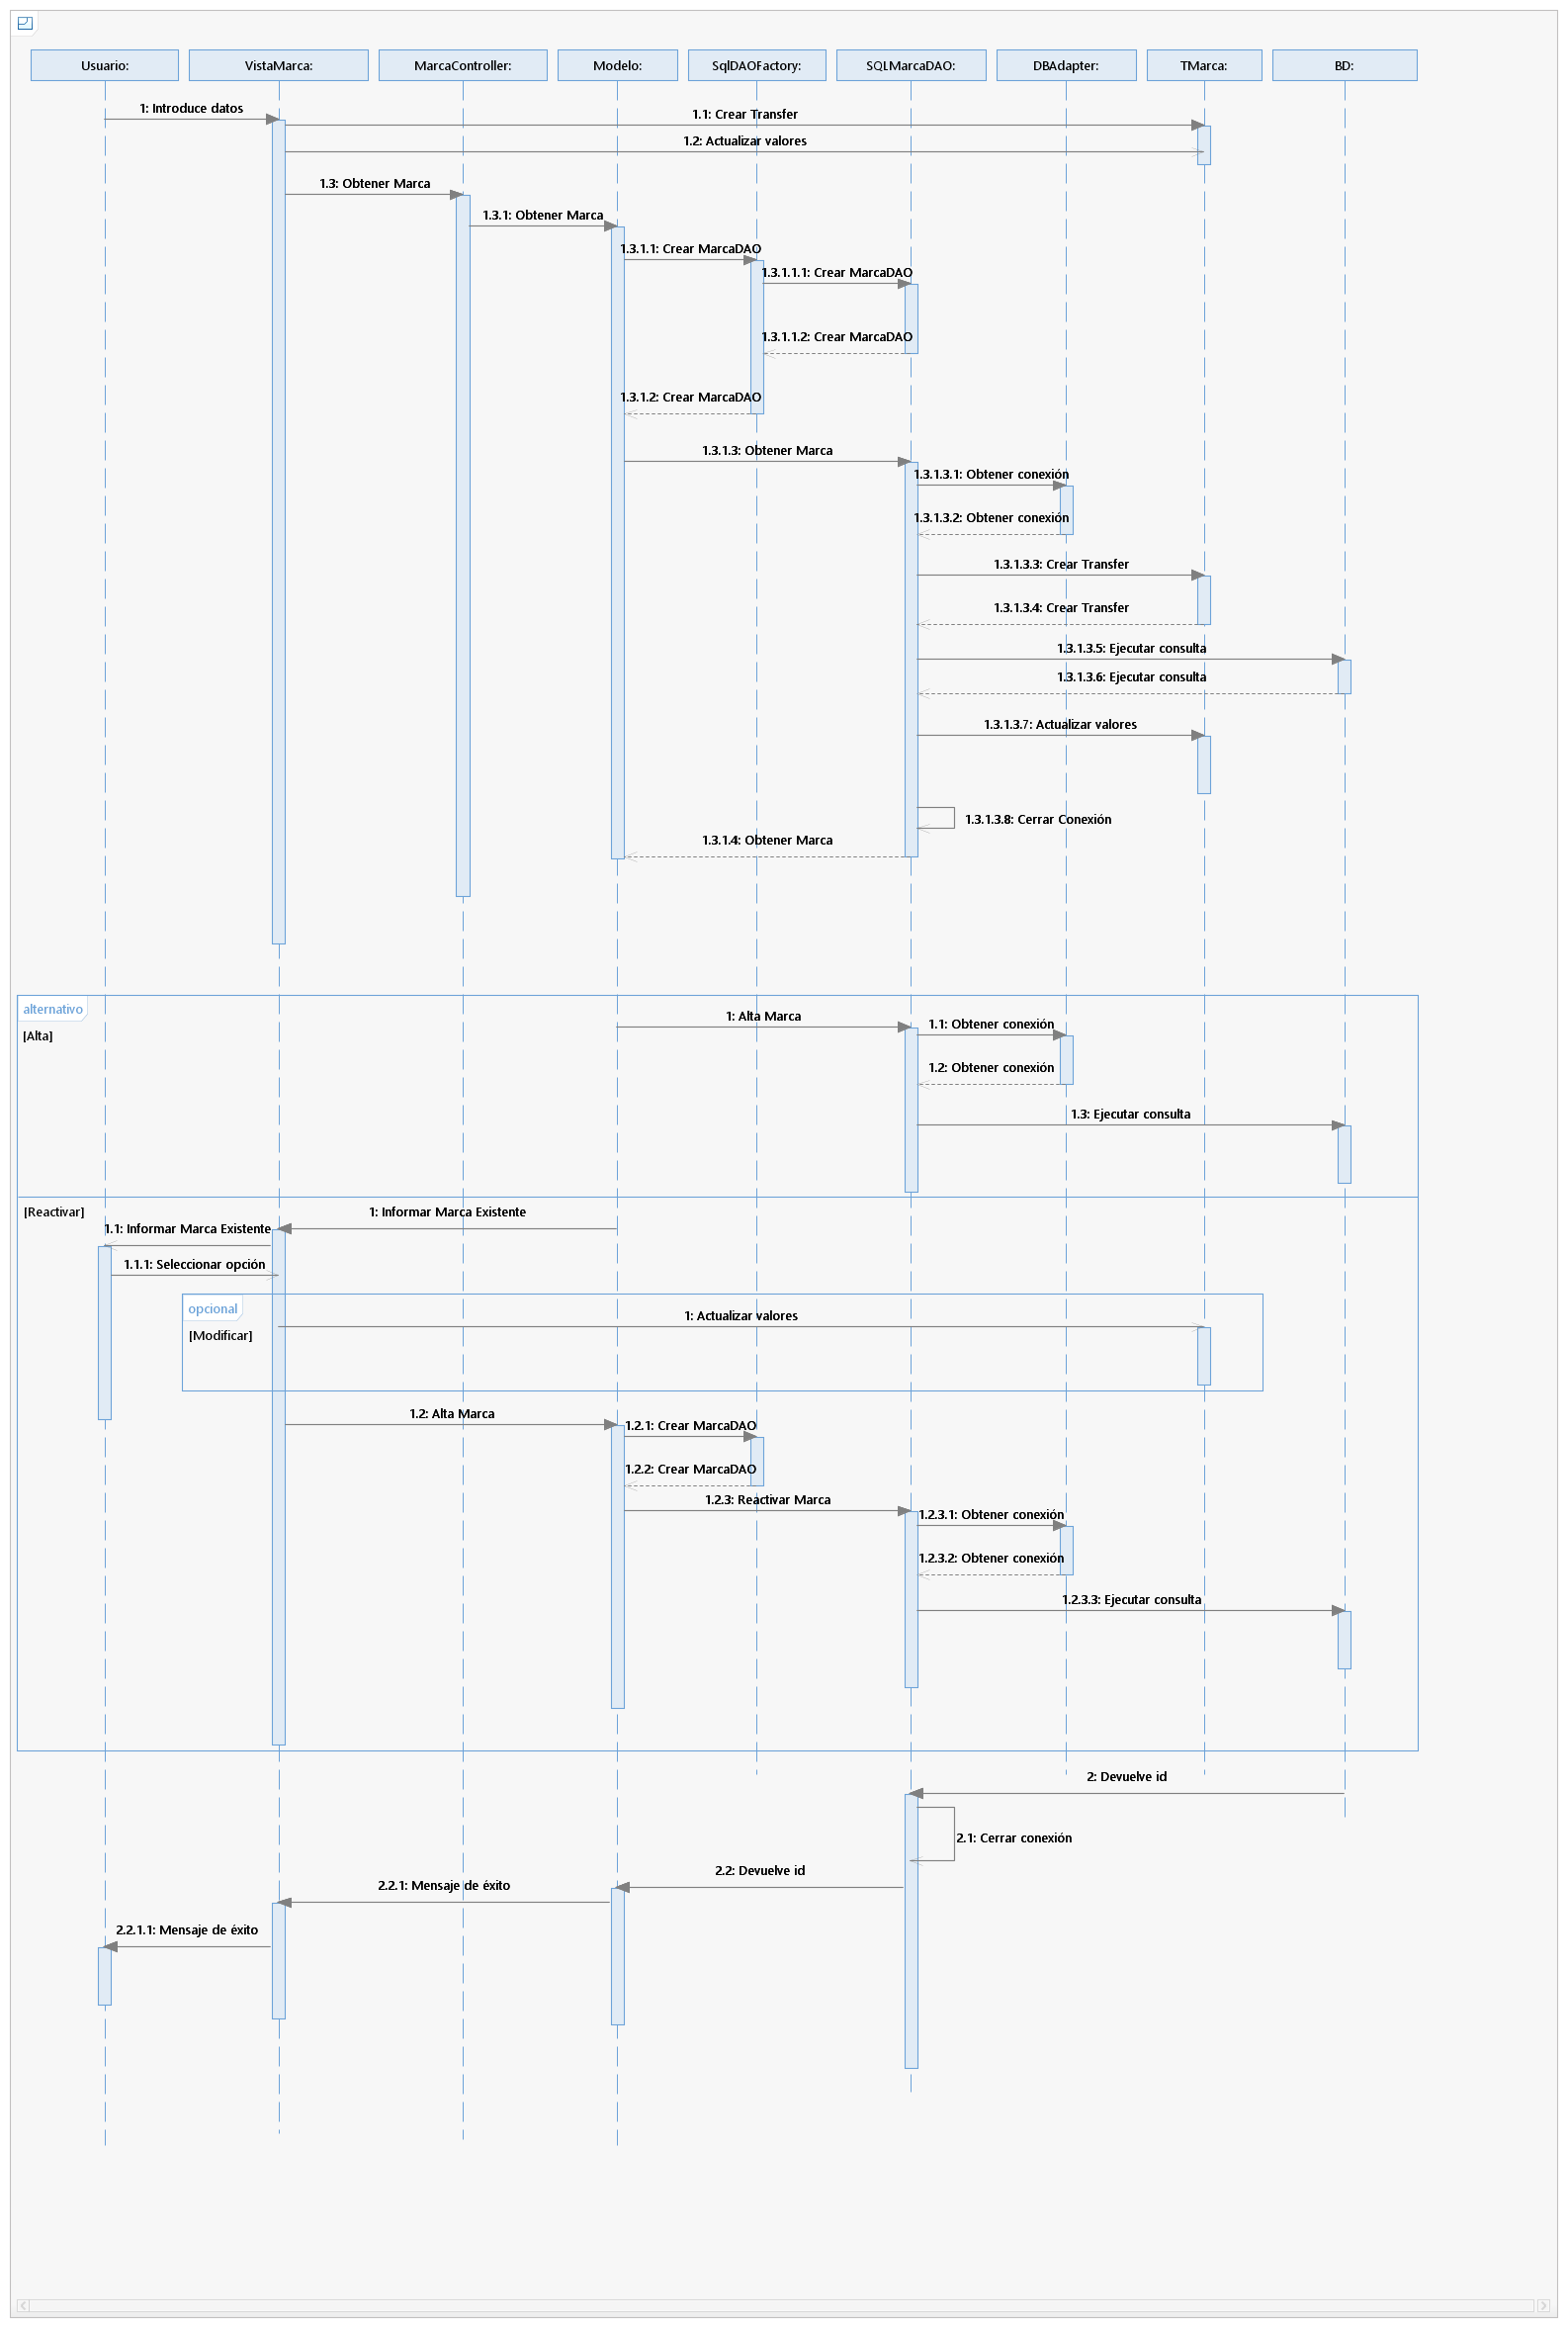 Usuario:
VistaMarca:
MarcaController:
Modelo:
SqlDAOFactory:
SQLMarcaDAO:
DBAdapter:
TMarca:
BD:
1: Introduce datos
1.1: Crear Transfer
1.2: Actualizar valores
1.3: Obtener Marca
1.3.1: Obtener Marca
1.3.1.1: Crear MarcaDAO
1.3.1.1.1: Crear MarcaDAO
1.3.1.1.2: Crear MarcaDAO
1.3.1.2: Crear MarcaDAO
1.3.1.3: Obtener Marca
1.3.1.3.1: Obtener conexión
1.3.1.3.2: Obtener conexión
1.3.1.3.3: Crear Transfer
1.3.1.3.4: Crear Transfer
1.3.1.3.5: Ejecutar consulta
1.3.1.3.6: Ejecutar consulta
1.3.1.3.7: Actualizar valores
1.3.1.3.8: Cerrar Conexión
1.3.1.4: Obtener Marca
alternativo
[Alta]
1: Alta Marca
1.1: Obtener conexión
1.2: Obtener conexión
1.3: Ejecutar consulta
[Reactivar]
1: Informar Marca Existente
1.1: Informar Marca Existente
1.1.1: Seleccionar opción
opcional
[Modificar]
1: Actualizar valores
1.2: Alta Marca
1.2.1: Crear MarcaDAO
1.2.2: Crear MarcaDAO
1.2.3: Reactivar Marca
1.2.3.1: Obtener conexión
1.2.3.2: Obtener conexión
1.2.3.3: Ejecutar consulta
2: Devuelve id
2.1: Cerrar conexión
2.2: Devuelve id
2.2.1: Mensaje de éxito
2.2.1.1: Mensaje de éxito